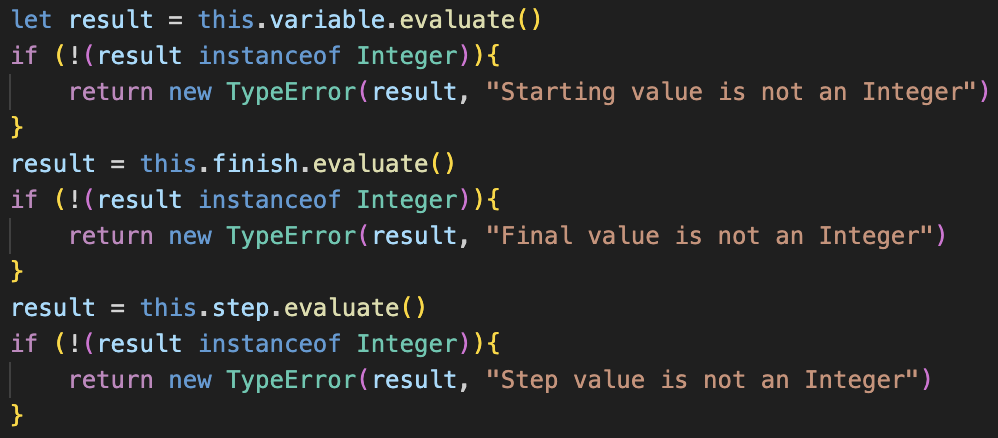 let result = this.variable.evaluate()
if (!(result instanceof Integer)){
    return new TypeError(result, "Starting value is not an Integer")
}
result = this.finish.evaluate()
if (!(result instanceof Integer)){
    return new TypeError(result, "Final value is not an Integer")
}
result = this.step.evaluate()
if (!(result instanceof Integer)){
    return new TypeError(result, "Step value is not an Integer")
}